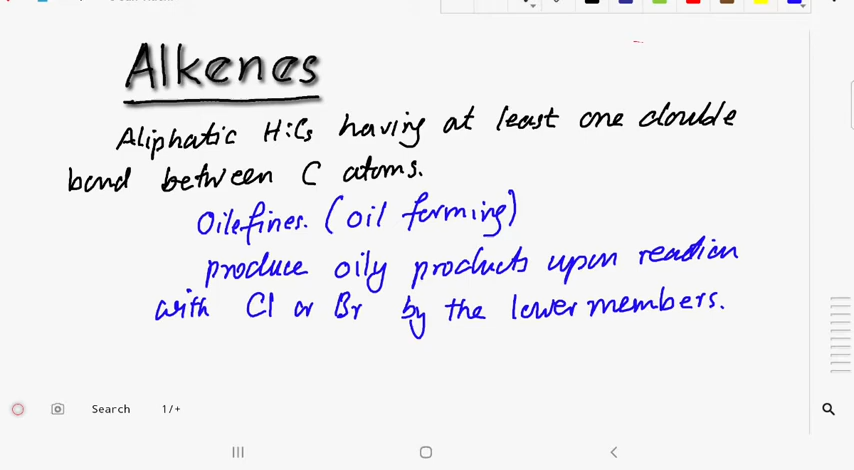 Alkenes
Aliphatic H:Cs having at least one double
bond between C atoms.
Oilefines. (oil forming)
produce oily products upon reaction
with Cl or Br by the lower members.
Search 1/+